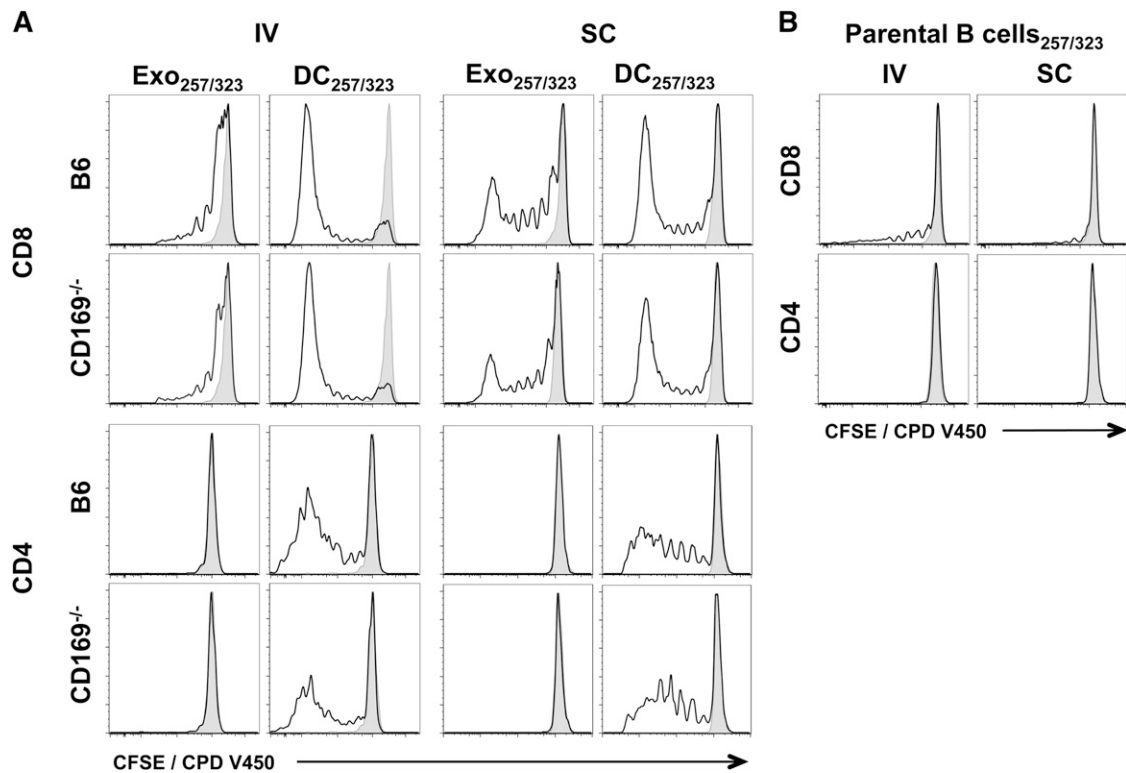 A
IV
SC
Exo257/323
DC257/323
Exo257/323
DC257/323
CD8
B6
CD169-/-
CD4
B6
CD169-/-
CFSE / CPD V450
B
Parental B cells257/323
IV
SC
CD8
CD4
CFSE / CPD V450